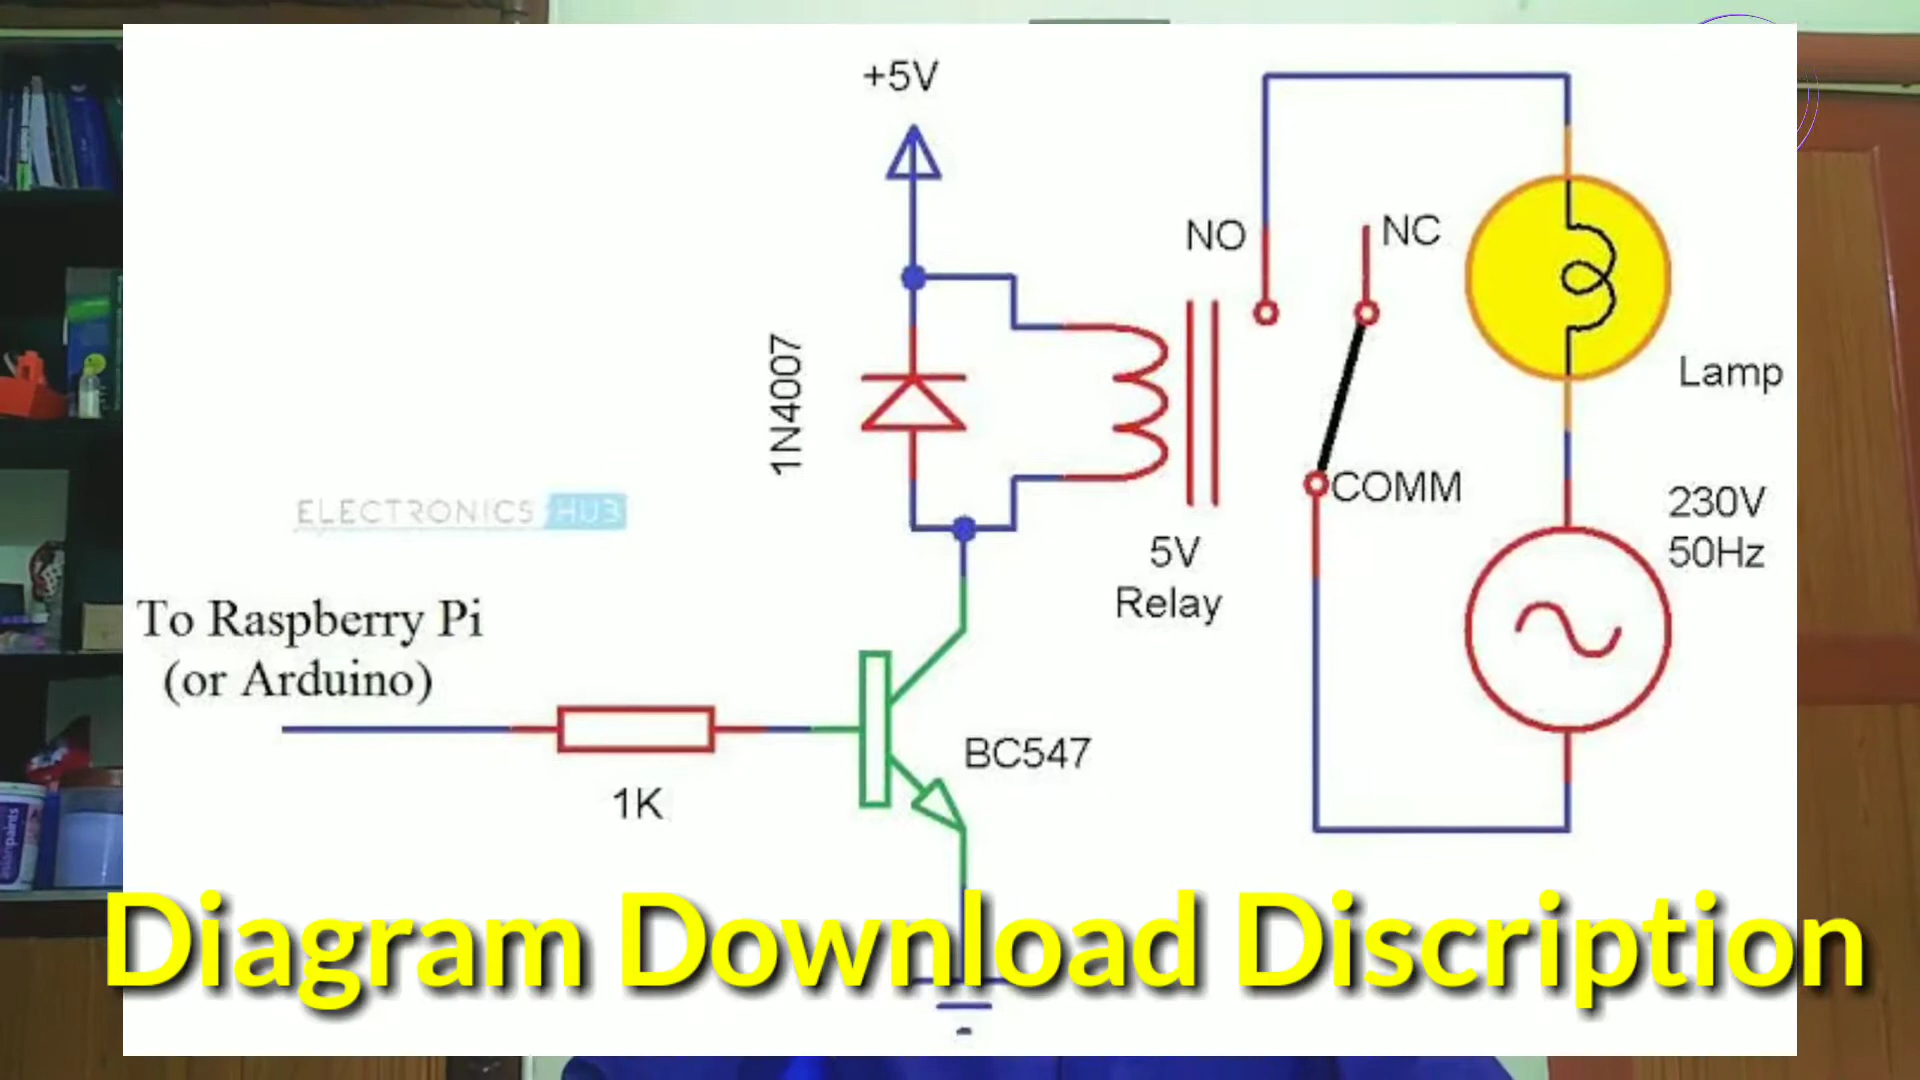 +5V
NO
NC
1N4007
Lamp
COMM
ELECTRONICS HUB
230V
50Hz
5V
Relay
To Raspberry Pi
(or Arduino)
BC547
1K
asianpaints
Diagram Download Discription